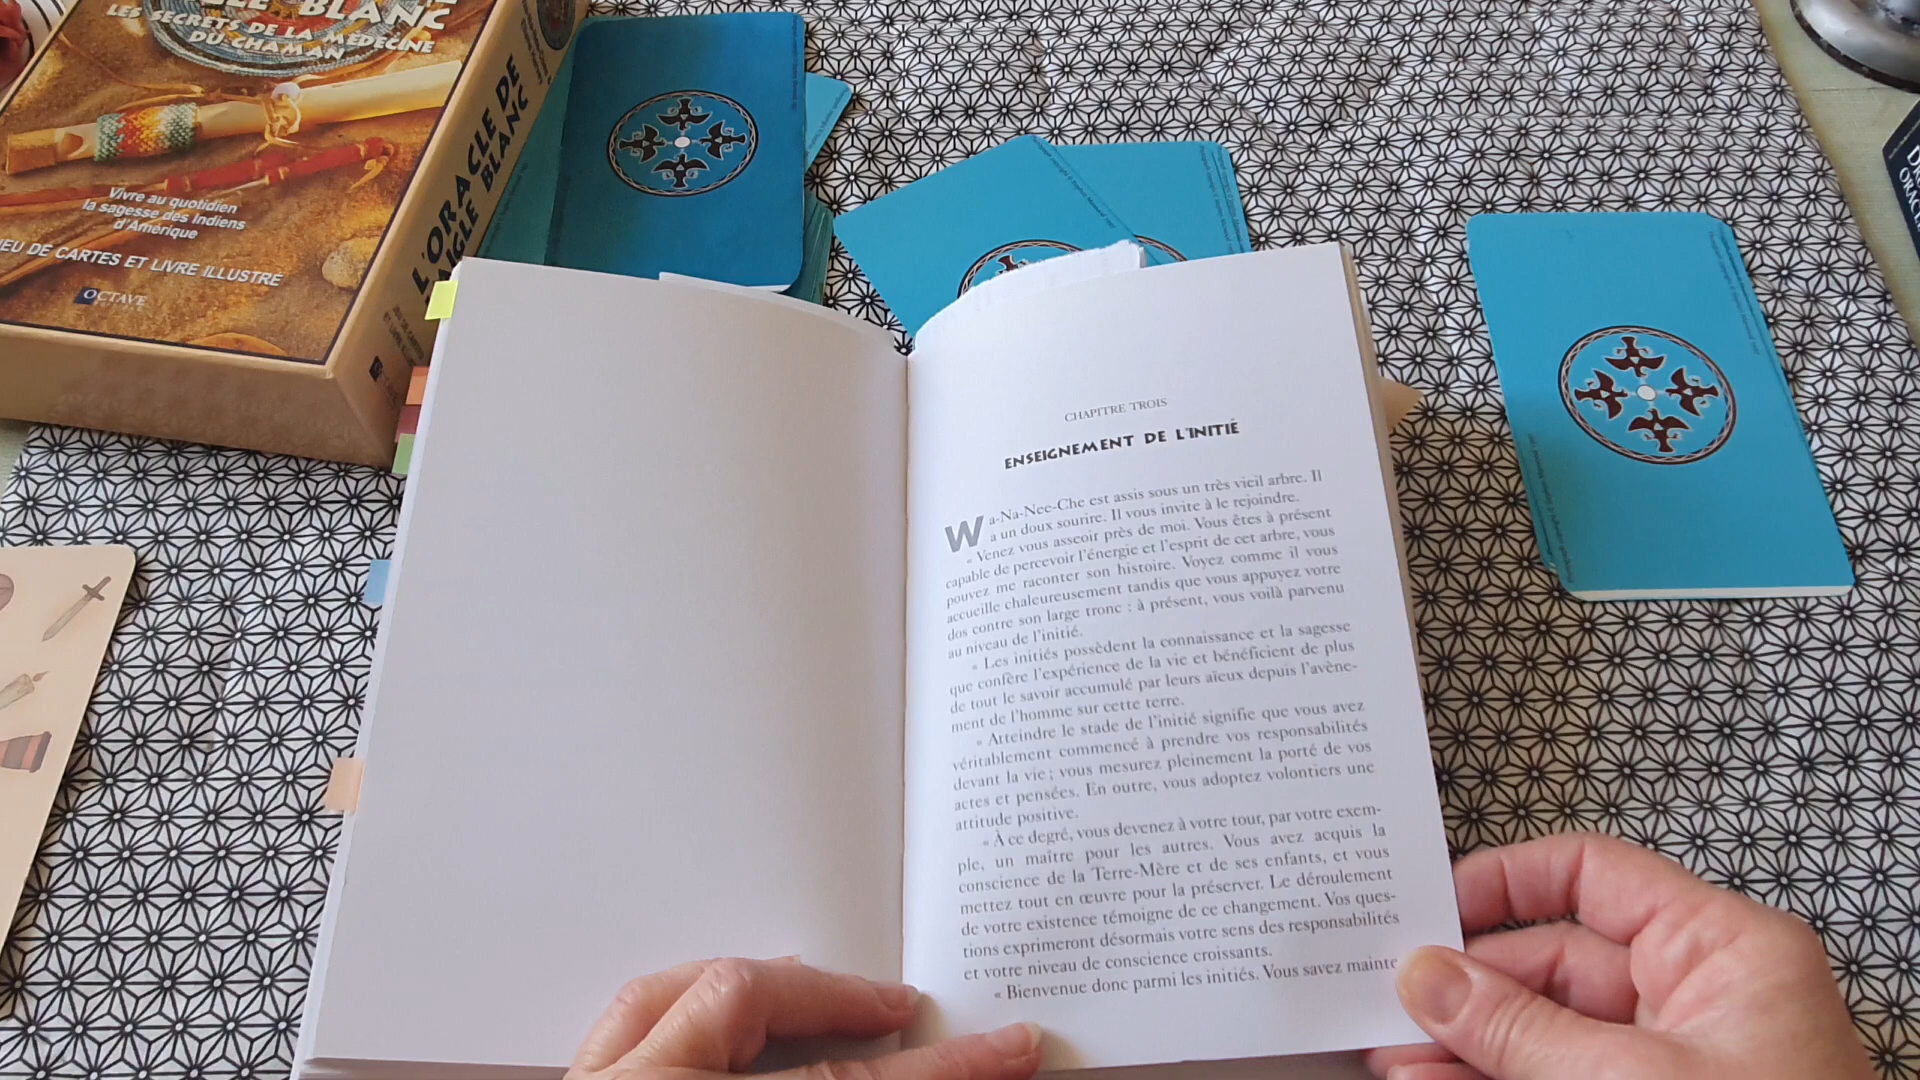 BLANC
LES SECRETS DE LA MÉDECINE
DU CHAMAN
Vivre au quotidien
la sagesse des Indiens
d'Amérique
JEU DE CARTES ET LIVRE ILLUSTRÉ
OCTAVE
L'ORACLE DE
AIGLE BLANC
CHAPITRE TROIS
ENSEIGNEMENT DE L'INITIÉ
Wa-Na-Nee-Che est assis sous un très vieil arbre. Il
a un doux sourire. Il vous invite à le rejoindre.
« Venez vous asseoir près de moi. Vous êtes à présent
capable de percevoir l'énergie et l'esprit de cet arbre, vous
pouvez me raconter son histoire. Voyez comme il vous
accueille chaleureusement tandis que vous appuyez votre
dos contre son large tronc : à présent, vous voilà parvenu
au niveau de l'initié.
« Les initiés possèdent la connaissance et la sagesse
que confère l'expérience de la vie et bénéficient de plus
de tout le savoir accumulé par leurs aïeux depuis l'avène-
ment de l'homme sur cette terre.
« Atteindre le stade de l'initié signifie que vous avez
véritablement commencé à prendre vos responsabilités
devant la vie ; vous mesurez pleinement la porté de vos
actes et pensées. En outre, vous adoptez volontiers une
attitude positive.
« À ce degré, vous devenez à votre tour, par votre exem-
ple, un maître pour les autres. Vous avez acquis la
conscience de la Terre-Mère et de ses enfants, et vous
mettez tout en œuvre pour la préserver. Le déroulement
de votre existence témoigne de ce changement. Vos ques-
tions exprimeront désormais votre sens des responsabilités
et votre niveau de conscience croissants.
« Bienvenue donc parmi les initiés. Vous savez mainte